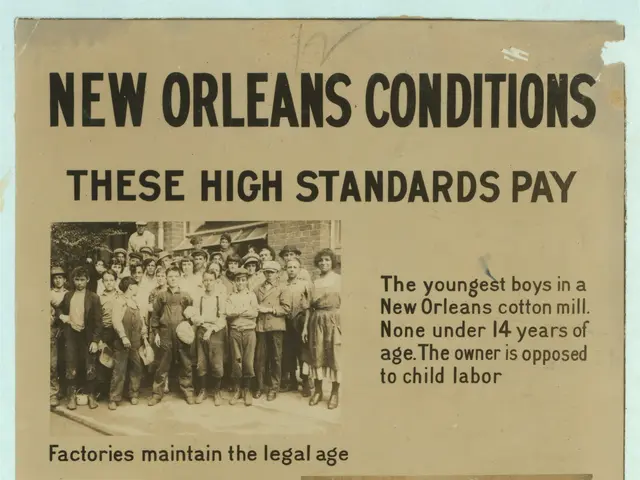 12
NEW ORLEANS CONDITIONS
THESE HIGH STANDARDS PAY
The youngest boys in a
New Orleans cotton mill.
None under 14 years of
age. The owner is opposed
to child labor
Factories maintain the legal age